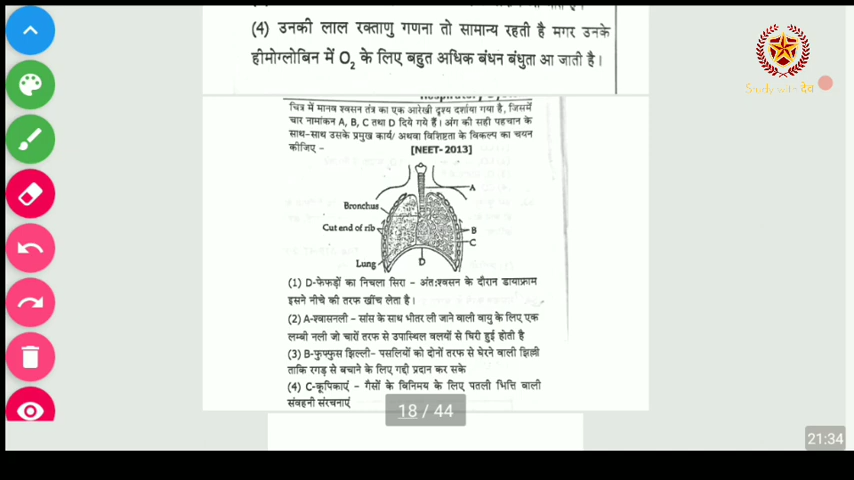 (4) उनकी लाल रक्ताणु गणना तो सामान्य रहती है मगर उनके
हीमोग्लोबिन में O₂ के लिए बहुत अधिक बंधन बंधुता आ जाती है।
Study with देव
चित्र में मानव श्वसन तंत्र का एक आरेखी दृश्य दर्शाया गया है, जिसमें
चार नामांकन A, B, C तथा D दिये गये हैं। अंग की सही पहचान के
साथ-साथ उसके प्रमुख कार्य/ अथवा विशिष्टता के विकल्प का चयन
कीजिए -
[NEET-2013]
A
Bronchus
Cut end of rib
B
C
Lung
D
(1) D-फेफड़ों का निचला सिरा - अंतःश्वसन के दौरान डायाफ्राम
इसने नीचे की तरफ खींच लेता है।
(2) A-श्वासनली - सांस के साथ भीतर ली जाने वाली वायु के लिए एक
लम्बी नली जो चारों तरफ से उपास्थिल वलयों से घिरी हुई होती है
(3) B-फुफ्फुस झिल्ली- पसलियों को दोनों तरफ से घेरने वाली झिल्ली
ताकि रगड़ से बचाने के लिए गद्दी प्रदान कर सके
(4) C-कूपिकाएं - गैसों के विनिमय के लिए पतली भित्ति वाली
संवहनी संरचनाएं
18 / 44
21:34